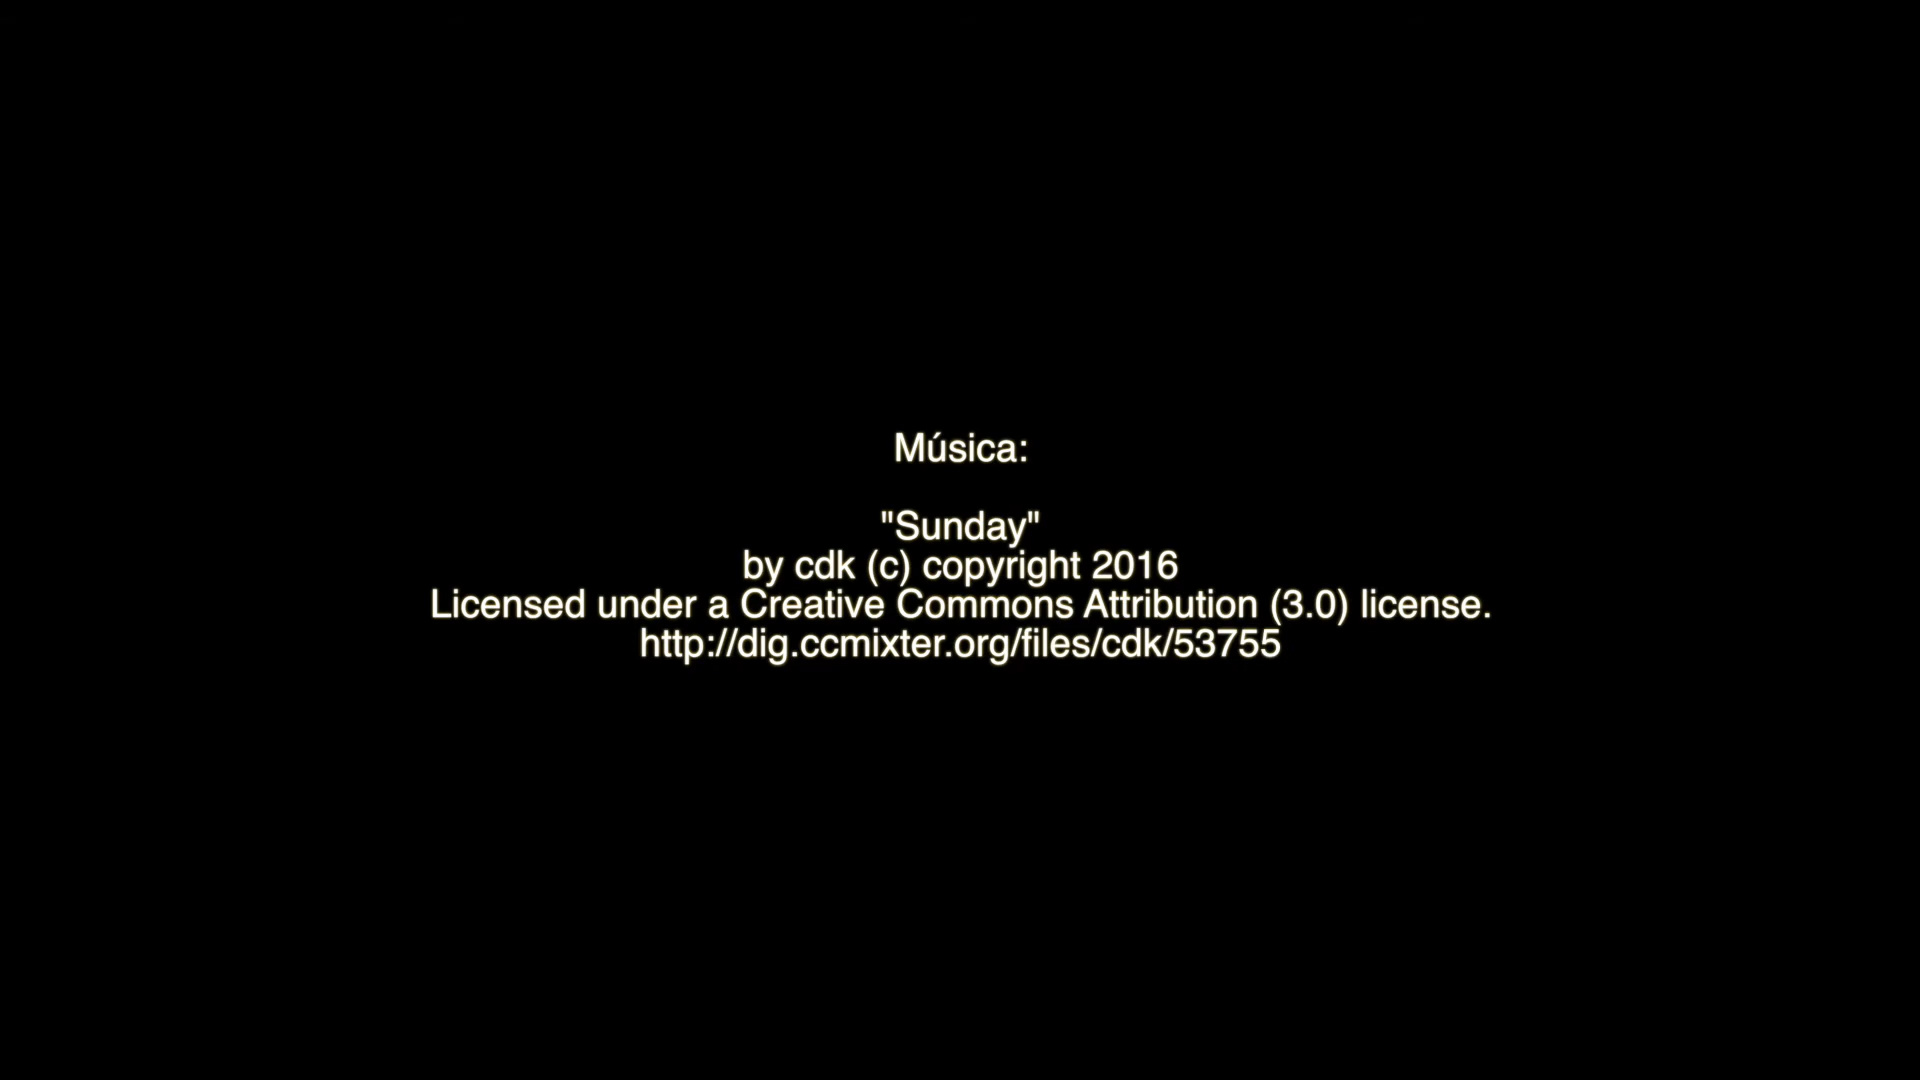 Música:
"Sunday"
by cdk (c) copyright 2016
Licensed under a Creative Commons Attribution (3.0) license.
http://dig.ccmixter.org/files/cdk/53755